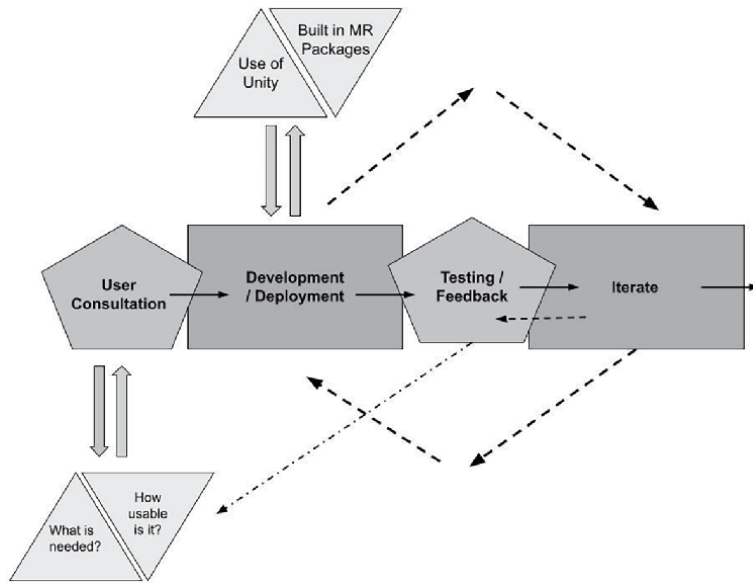 Built in MR
Packages
Use of
Unity
User
Consultation
Development
/ Deployment
Testing /
Feedback
Iterate
How
usable
is it?
What is
needed?